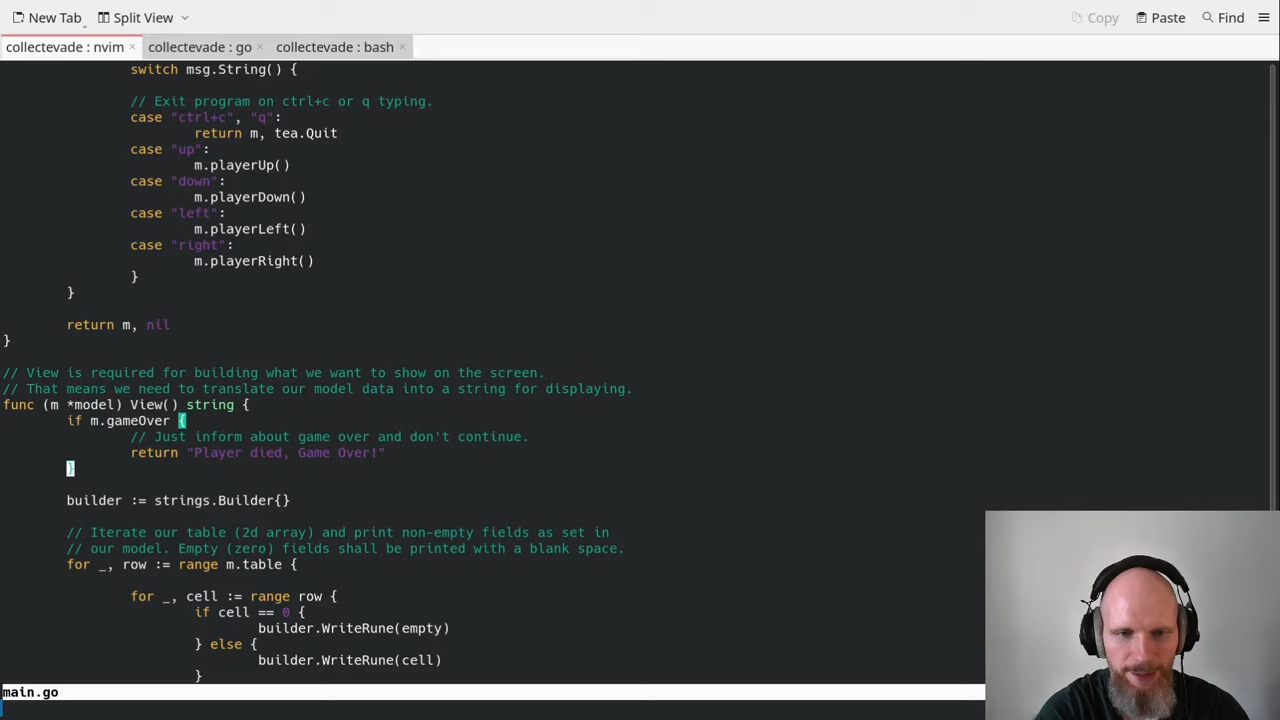 New Tab Split View Copy Paste Find
collectevade : nvim collectevade : go collectevade : bash
switch msg.String() {
// Exit program on ctrl+c or q typing.
case "ctrl+c", "q":
return m, tea.Quit
case "up":
m.playerUp()
case "down":
m.playerDown()
case "left":
m.playerLeft()
case "right":
m.playerRight()
}
}
return m, nil
}
// View is required for building what we want to show on the screen.
// That means we need to translate our model data into a string for displaying.
func (m *model) View() string {
if m.gameOver {
// Just inform about game over and don't continue.
return "Player died, Game Over!"
}
builder := strings.Builder{}
// Iterate our table (2d array) and print non-empty fields as set in
// our model. Empty (zero) fields shall be printed with a blank space.
for _, row := range m.table {
for _, cell := range row {
if cell == 0 {
builder.WriteRune(empty)
} else {
builder.WriteRune(cell)
}
main.go